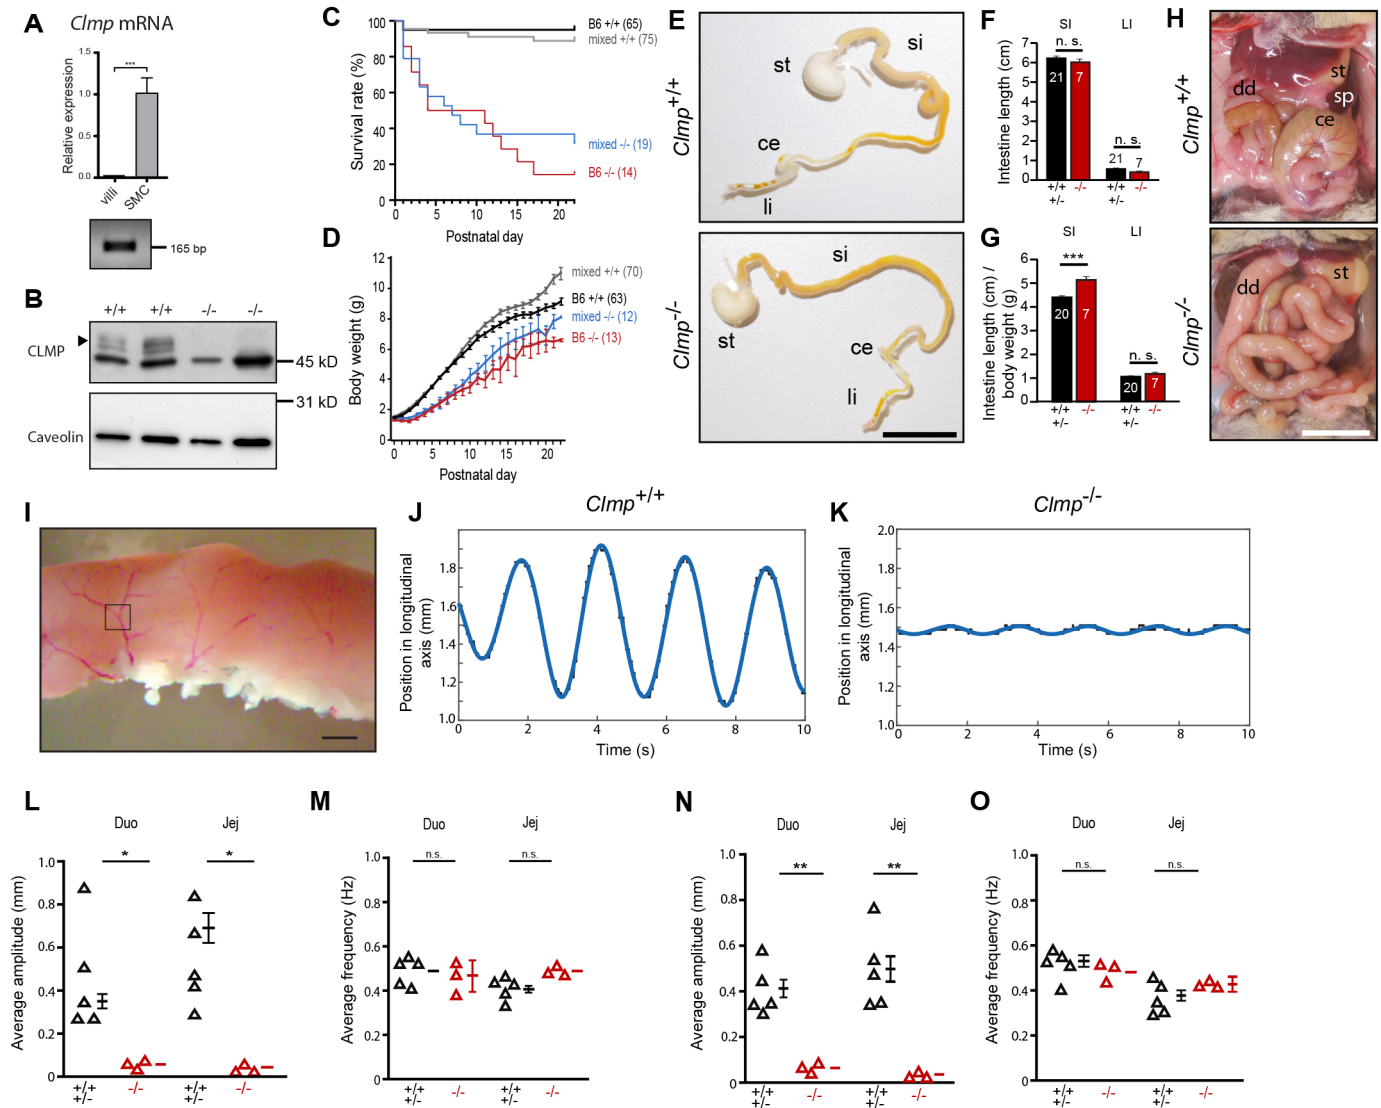 A
Clmp mRNA
Relative expression
1.5
1.0
0.5
0.0
***
villi
SMC
165 bp
B
+/+
+/+
-/-
-/-
CLMP
45 kD
31 kD
Caveolin
C
Survival rate (%)
100
80
60
40
20
0
0
5
10
15
20
Postnatal day
B6 +/+ (65)
mixed +/+ (75)
mixed -/- (19)
B6 -/- (14)
D
Body weight (g)
12
10
8
6
4
2
0
0
5
10
15
20
Postnatal day
mixed +/+ (70)
B6 +/+ (63)
mixed -/- (12)
B6 -/- (13)
E
Clmp+/+
st
si
ce
li
Clmp-/-
si
st
ce
li
F
SI
LI
Intestine length (cm)
7
6
5
4
3
2
1
0
n. s.
21
7
n. s.
21
7
+/+
+/-
-/-
+/+
+/-
-/-
G
SI
LI
Intestine length (cm) /
body weight (g)
6
5
4
3
2
1
0
***
20
7
n. s.
20
7
+/+
+/-
-/-
+/+
+/-
-/-
H
Clmp+/+
dd
st
sp
ce
Clmp-/-
dd
st
I
J
Clmp+/+
Position in longitudinal
axis (mm)
1.8
1.6
1.4
1.2
1.0
0
2
4
6
8
10
Time (s)
K
Clmp-/-
Position in longitudinal
axis (mm)
2.0
1.8
1.6
1.4
1.2
1.0
0
2
4
6
8
10
Time (s)
L
Duo
Jej
Average amplitude (mm)
1.0
0.8
0.6
0.4
0.2
0
*
*
+/+
+/-
-/-
+/+
+/-
-/-
M
Duo
Jej
Average frequency (Hz)
1.0
0.8
0.6
0.4
0.2
0
n.s.
n.s.
+/+
+/-
-/-
+/+
+/-
-/-
N
Duo
Jej
Average amplitude (mm)
1.0
0.8
0.6
0.4
0.2
0
**
**
+/+
+/-
-/-
+/+
+/-
-/-
O
Duo
Jej
Average frequency (Hz)
1.0
0.8
0.6
0.4
0.2
0
n.s.
n.s.
+/+
+/-
-/-
+/+
+/-
-/-